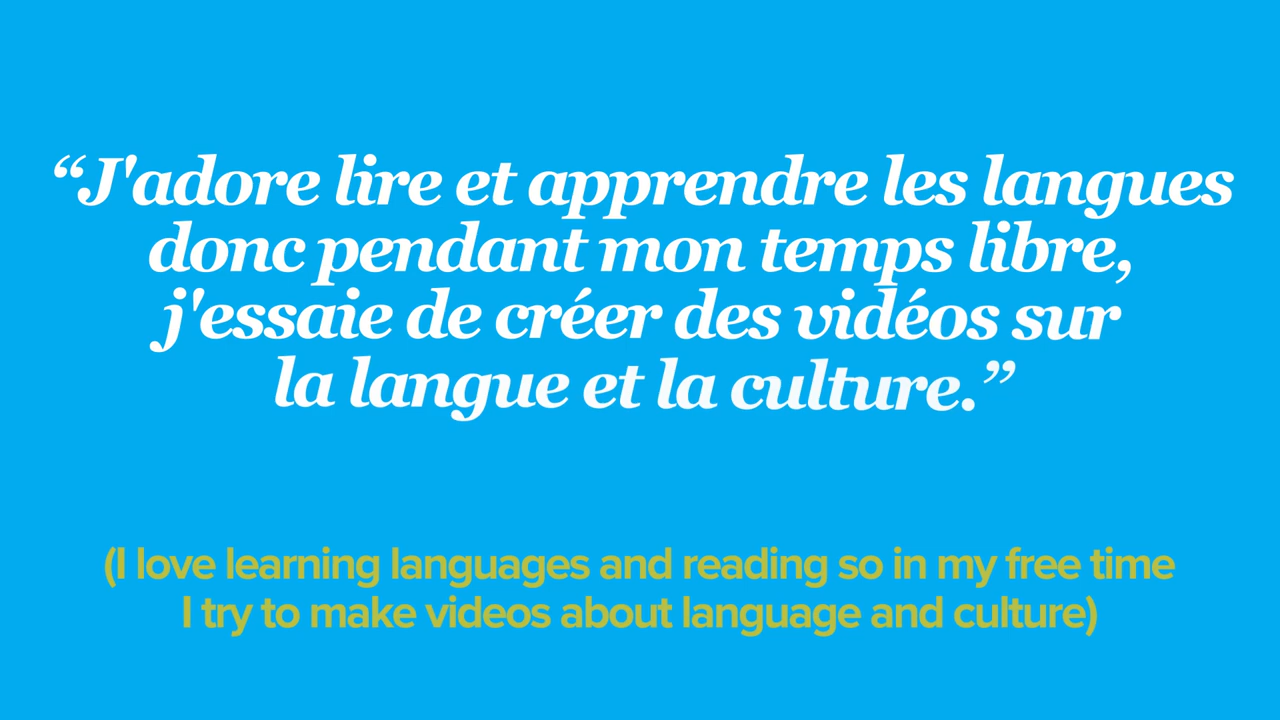 “J'adore lire et apprendre les langues
donc pendant mon temps libre,
j'essaie de créer des vidéos sur
la langue et la culture.”
(I love learning languages and reading so in my free time
I try to make videos about language and culture)